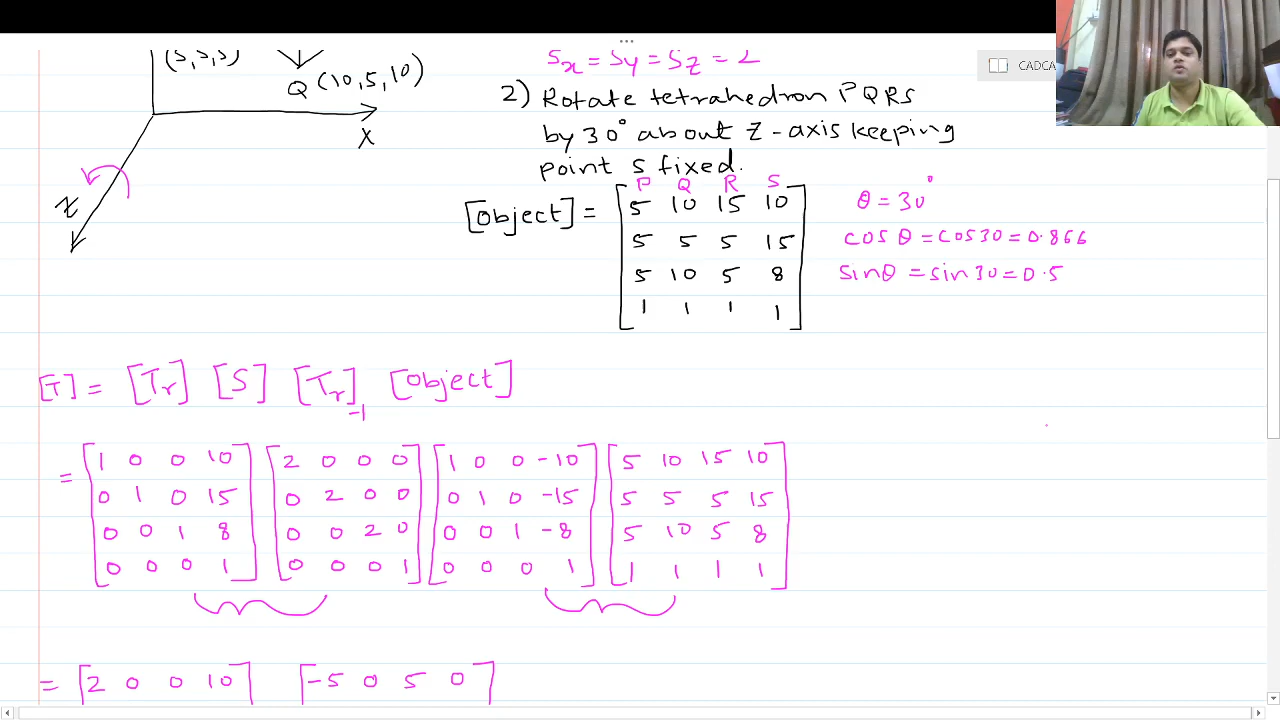 (5,5,5)
Q (10,5,10)
X
Z
Sx = Sy = Sz = 2
CADCA
2) Rotate tetrahedron PQRS
by 30° about Z-axis keeping
point S fixed.
P Q R S
[object] = [5 10 15 10
5 5 5 15
5 10 5 8
1 1 1 1]
θ = 30°
cos θ = cos 30 = 0.866
sin θ = sin 30 = 0.5
[T] = [Tr] [S] [Tr]-1 [object]
= [1 0 0 10 [2 0 0 0 [1 0 0 -10 [5 10 15 10
0 1 0 15 0 2 0 0 0 1 0 -15 5 5 5 15
0 0 1 8 0 0 2 0 0 0 1 -8 5 10 5 8
0 0 0 1] 0 0 0 1] 0 0 0 1] 1 1 1 1]
= [2 0 0 10] [-5 0 5 0]